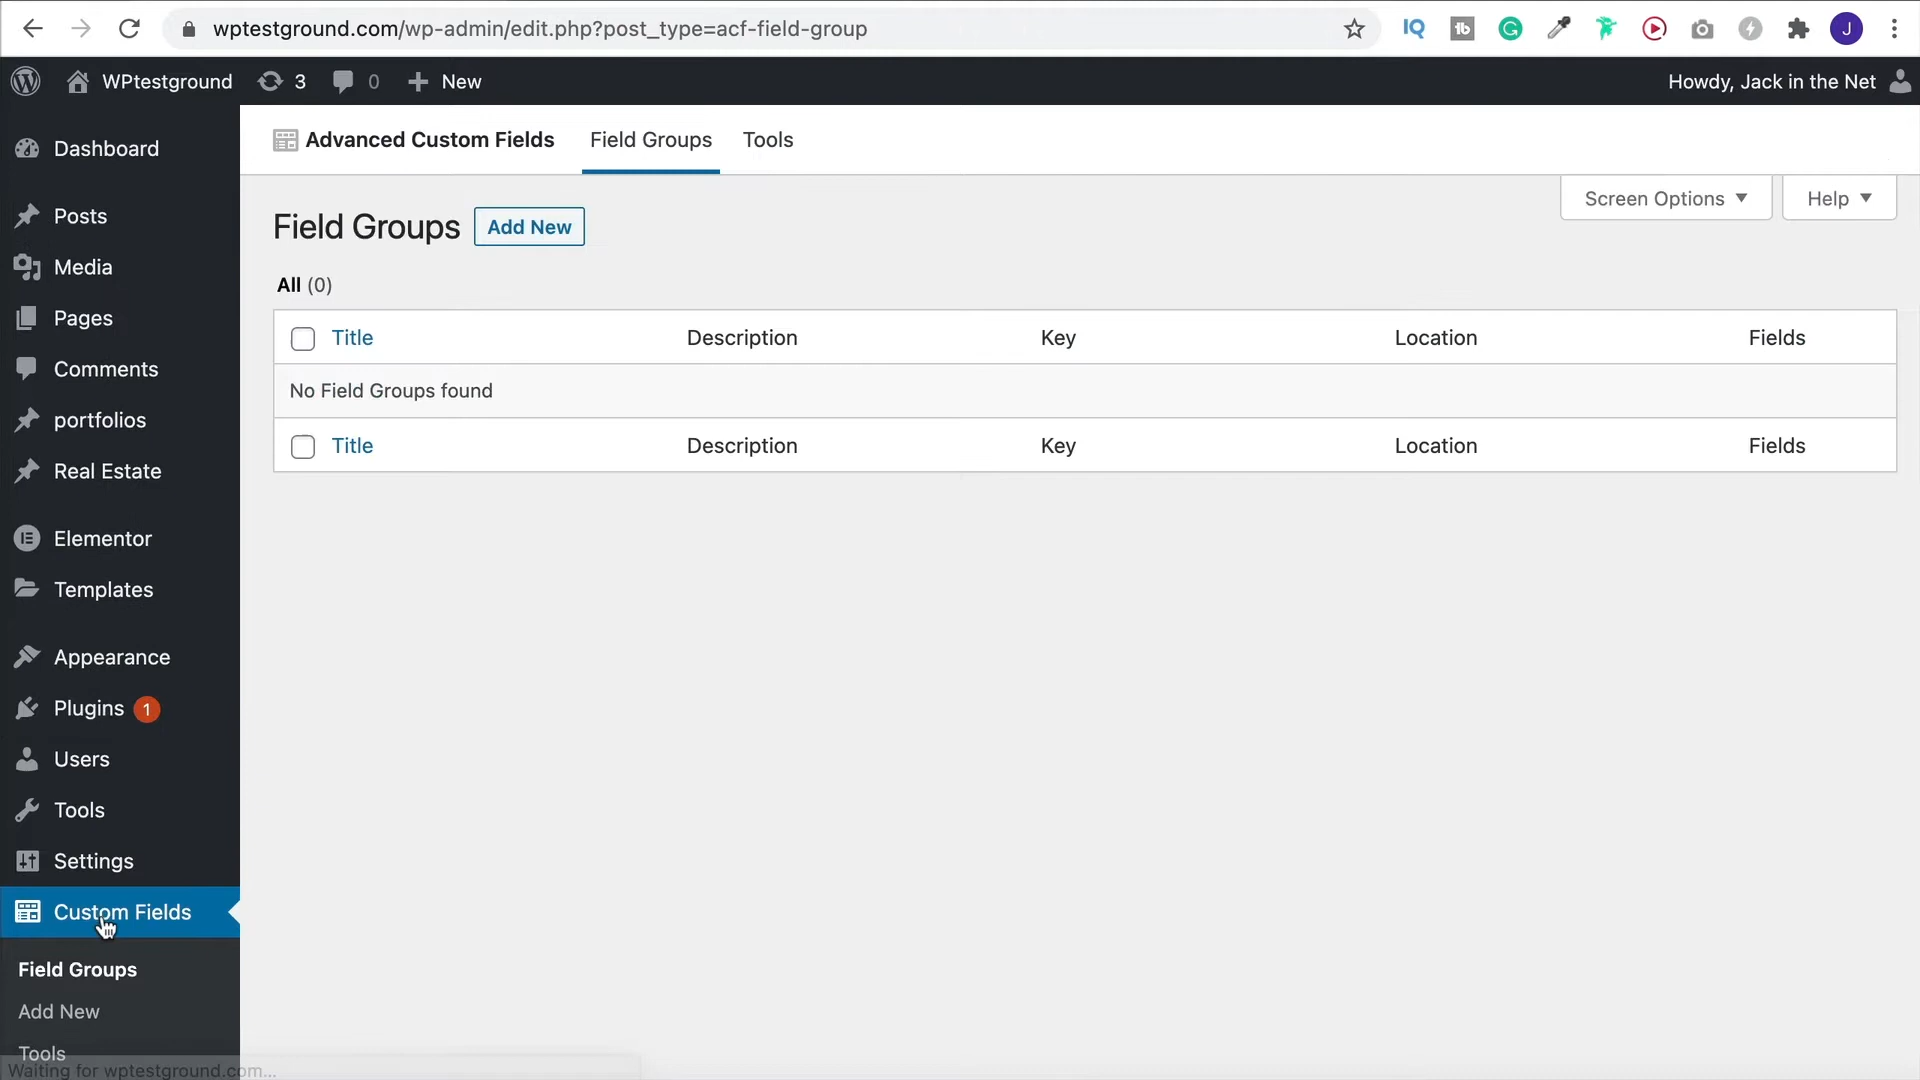 wptestground.com/wp-admin/edit.php?post_type=acf-field-group
IQ
tb
G
J
WPtestground
3
0
New
Howdy, Jack in the Net
Dashboard
Posts
Media
Pages
Comments
portfolios
Real Estate
Elementor
Templates
Appearance
Plugins 1
Users
Tools
Settings
Custom Fields
Field Groups
Add New
Tools
Waiting for wptestground.com...
Advanced Custom Fields
Field Groups
Tools
Screen Options
Help
Field Groups
Add New
All (0)
Title Description Key Location Fields
No Field Groups found
Title Description Key Location Fields